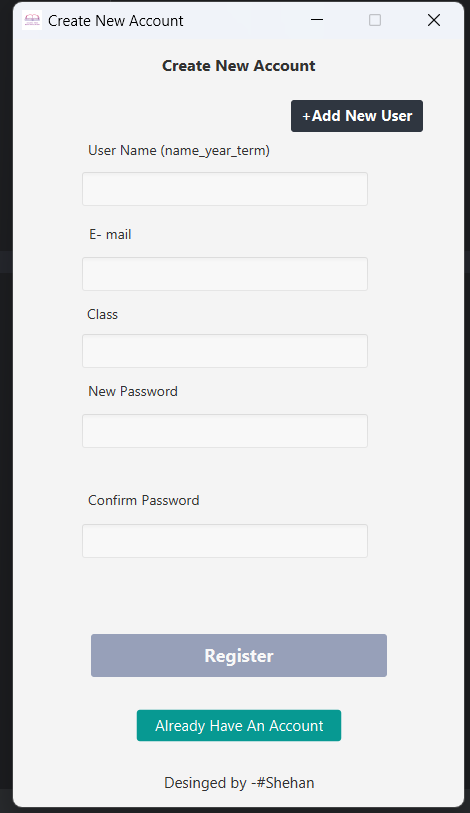 Create New Account
Create New Account
+Add New User
User Name (name_year_term)
E- mail
Class
New Password
Confirm Password
Register
Already Have An Account
Desinged by -#Shehan